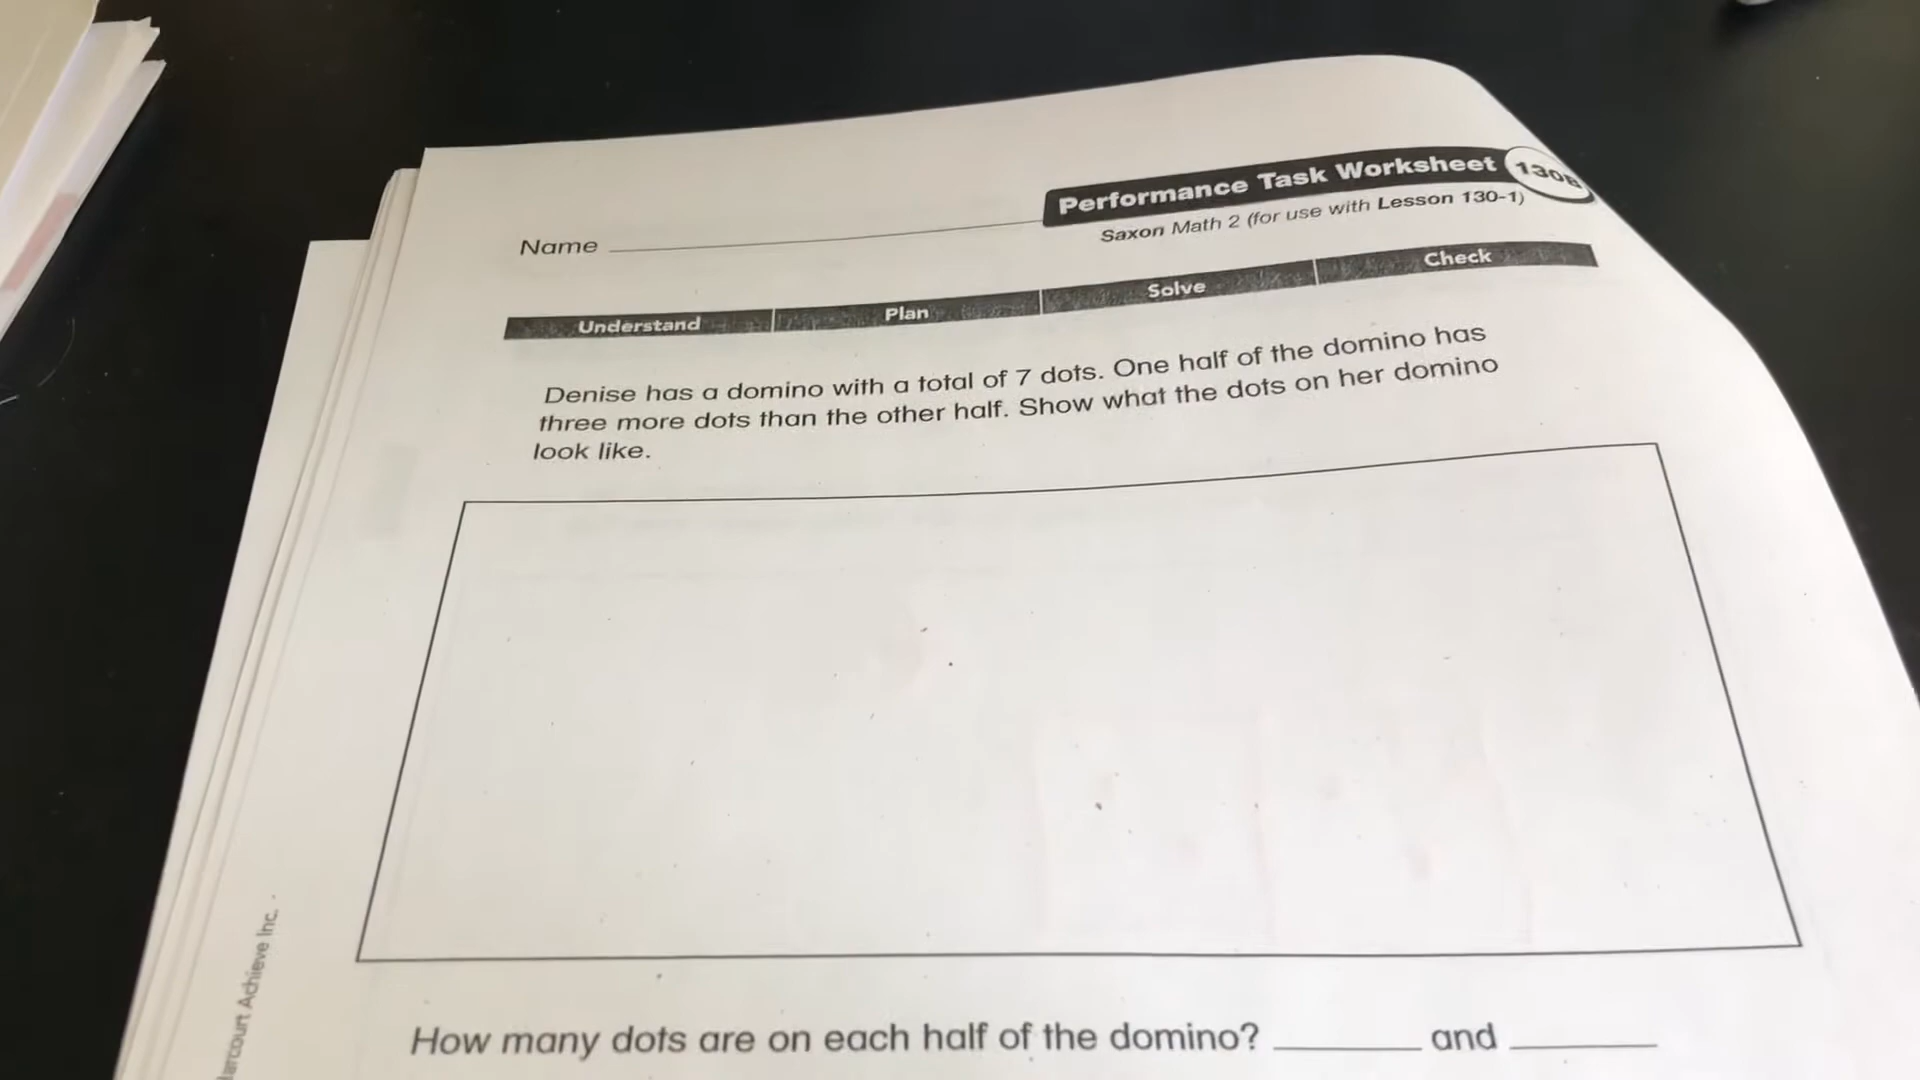 Performance Task Worksheet 130B
Name
Saxon Math 2 (for use with Lesson 130-1)
Understand Plan Solve Check
Denise has a domino with a total of 7 dots. One half of the domino has
three more dots than the other half. Show what the dots on her domino
look like.
How many dots are on each half of the domino? ______ and ______
Achieve Inc.